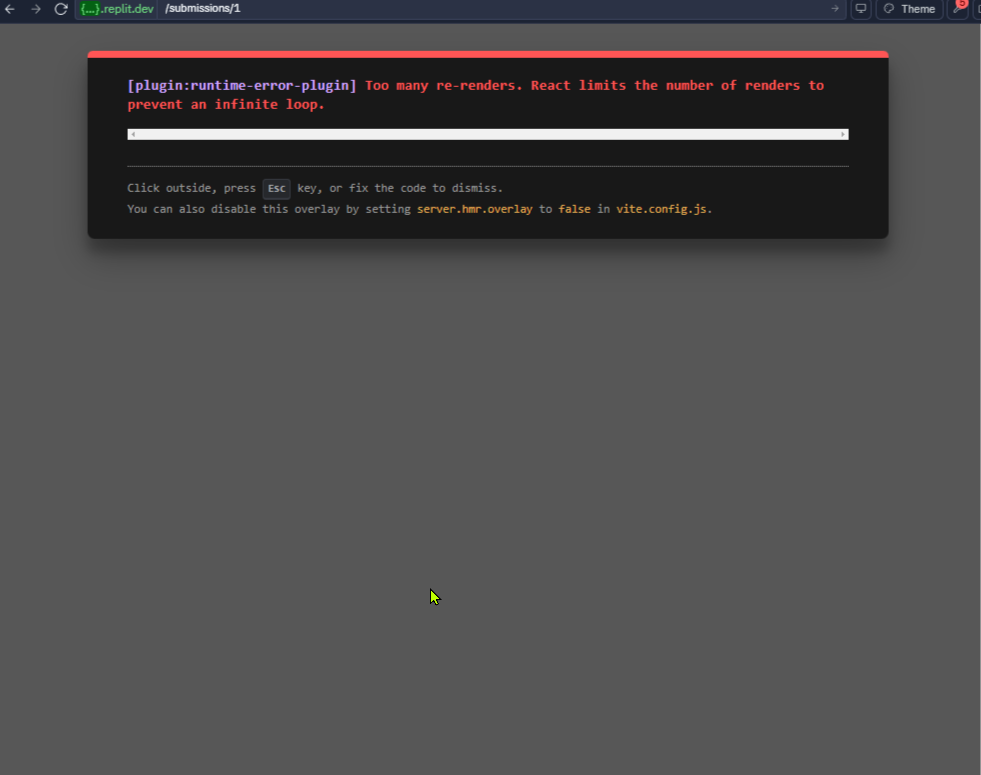 {...}.replit.dev /submissions/1
Theme
5
[plugin:runtime-error-plugin] Too many re-renders. React limits the number of renders to
prevent an infinite loop.
Click outside, press Esc key, or fix the code to dismiss.
You can also disable this overlay by setting server.hmr.overlay to false in vite.config.js.